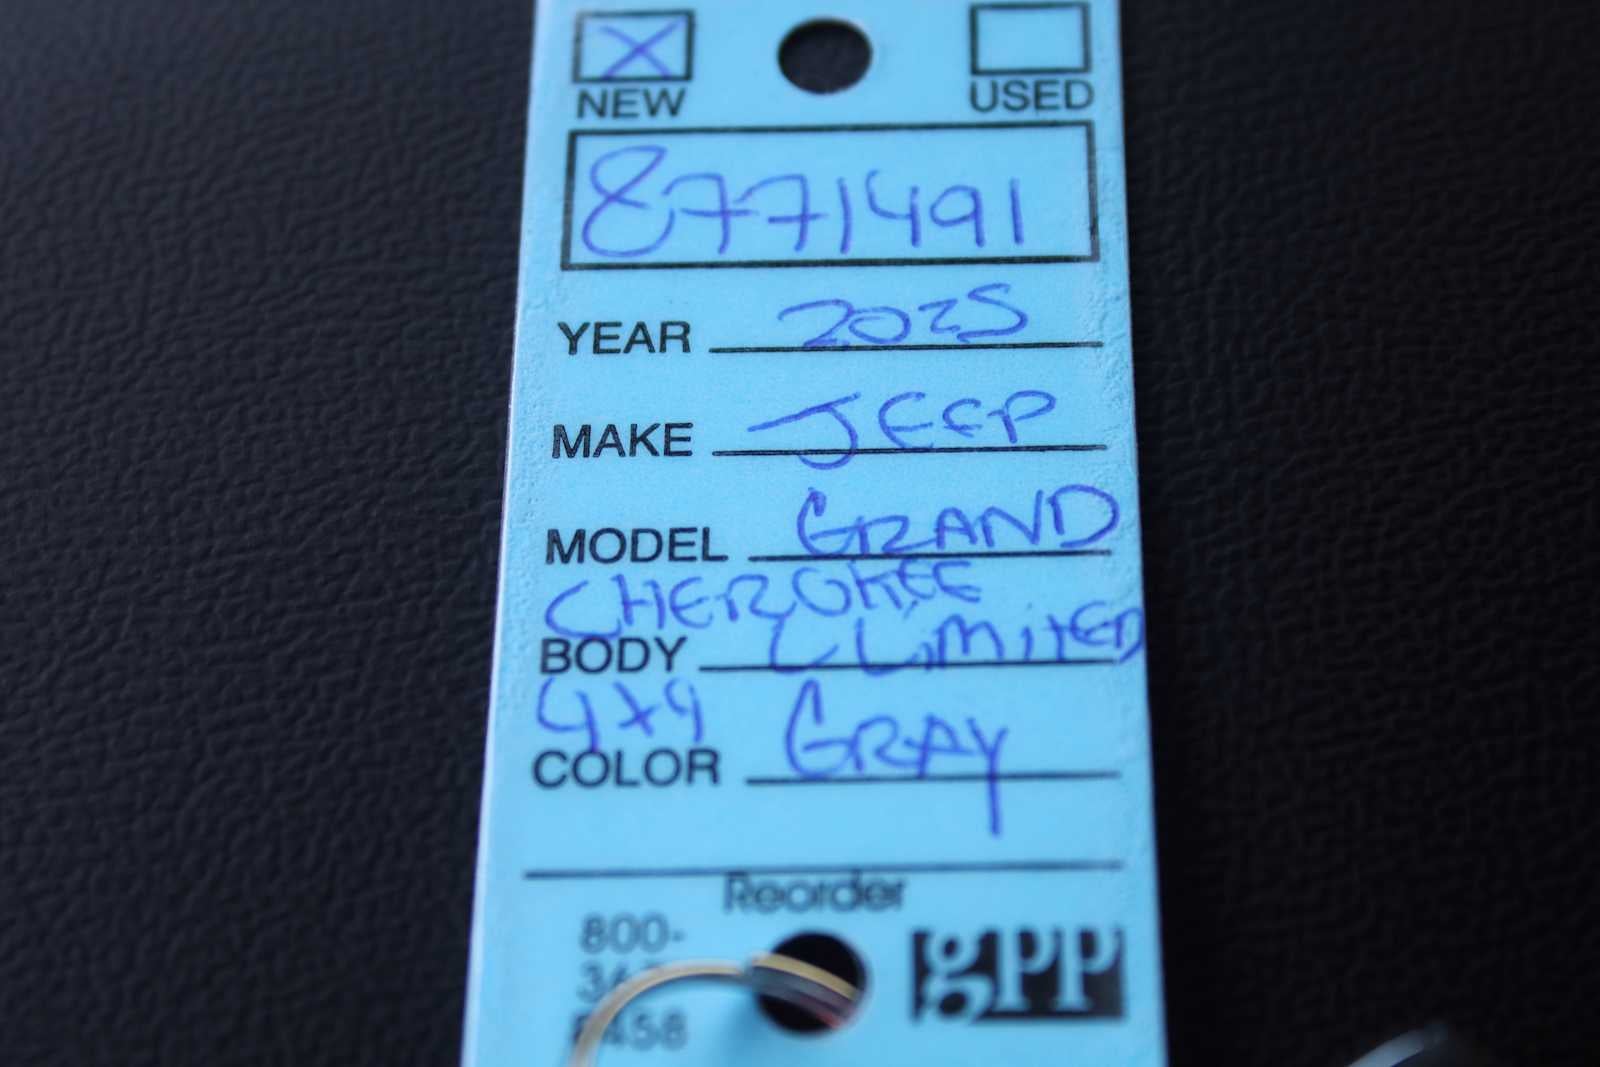 X
NEW USED
8771491
YEAR 2025
MAKE JEEP
MODEL GRAND
CHEROKEE
BODY L LiMiTED
4X4
COLOR GRAY
Reorder
800-
gpp